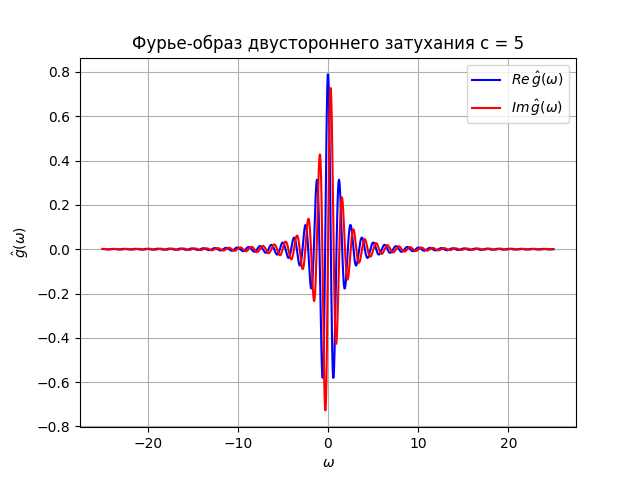 Фурье-образ двустороннего затухания c = 5
Re ĝ(ω)
Im ĝ(ω)
0.8
0.6
0.4
0.2
0.0
−0.2
−0.4
−0.6
−0.8
ĝ(ω)
−20
−10
0
10
20
ω